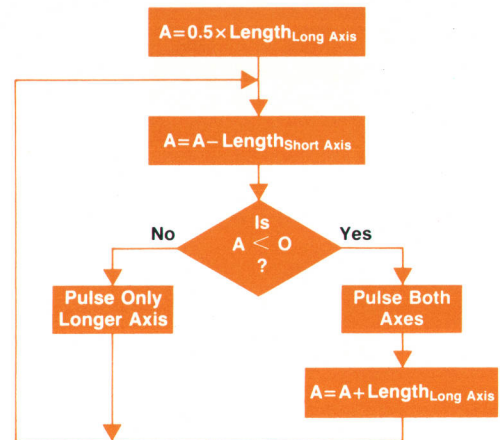 A=0.5×Length Long Axis
A=A−Length Short Axis
Is
A < O
?
No
Yes
Pulse Only
Longer Axis
Pulse Both
Axes
A=A+Length Long Axis